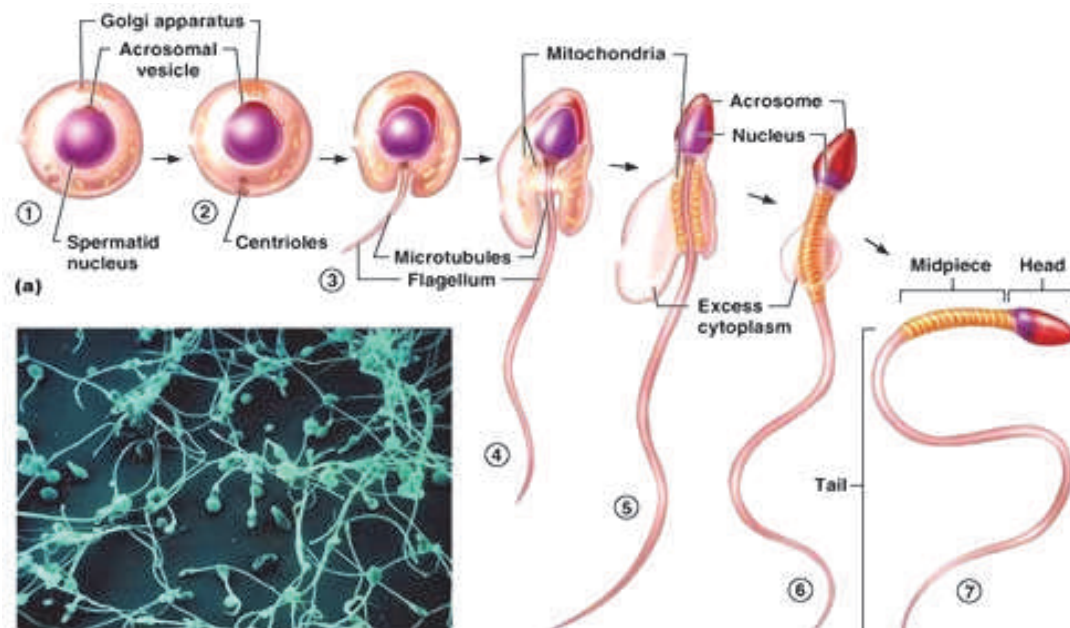 Golgi apparatus
Acrosomal
vesicle
Mitochondria
Acrosome
Nucleus
①
②
Spermatid
nucleus
Centrioles
Microtubules
③
Flagellum
(a)
Excess
cytoplasm
Midpiece
Head
④
Tail
⑤
⑥
⑦